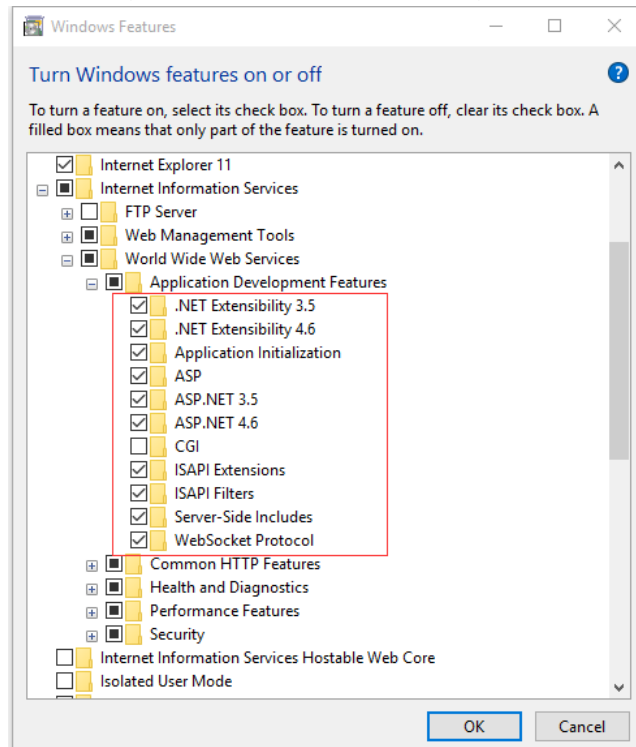 Windows Features
Turn Windows features on or off
To turn a feature on, select its check box. To turn a feature off, clear its check box. A
filled box means that only part of the feature is turned on.
Internet Explorer 11
Internet Information Services
FTP Server
Web Management Tools
World Wide Web Services
Application Development Features
.NET Extensibility 3.5
.NET Extensibility 4.6
Application Initialization
ASP
ASP.NET 3.5
ASP.NET 4.6
CGI
ISAPI Extensions
ISAPI Filters
Server-Side Includes
WebSocket Protocol
Common HTTP Features
Health and Diagnostics
Performance Features
Security
Internet Information Services Hostable Web Core
Isolated User Mode
OK
Cancel